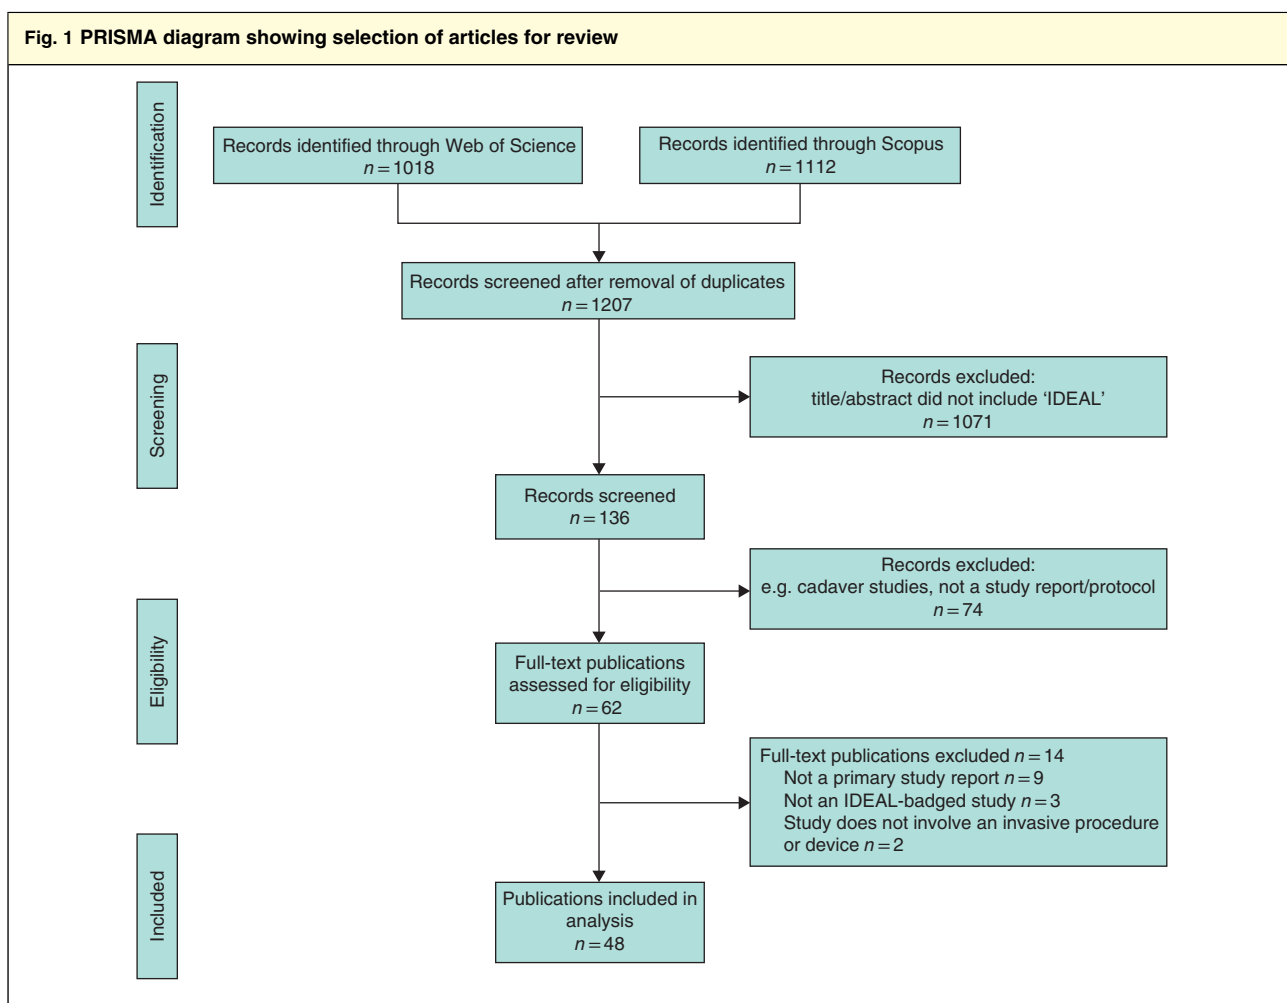 Fig. 1 PRISMA diagram showing selection of articles for review
Identification
Records identified through Web of Science
n = 1018
Records identified through Scopus
n = 1112
Records screened after removal of duplicates
n = 1207
Screening
Records excluded:
title/abstract did not include ‘IDEAL’
n = 1071
Records screened
n = 136
Records excluded:
e.g. cadaver studies, not a study report/protocol
n = 74
Eligibility
Full-text publications
assessed for eligibility
n = 62
Full-text publications excluded n = 14
Not a primary study report n = 9
Not an IDEAL-badged study n = 3
Study does not involve an invasive procedure
or device n = 2
Included
Publications included in
analysis
n = 48